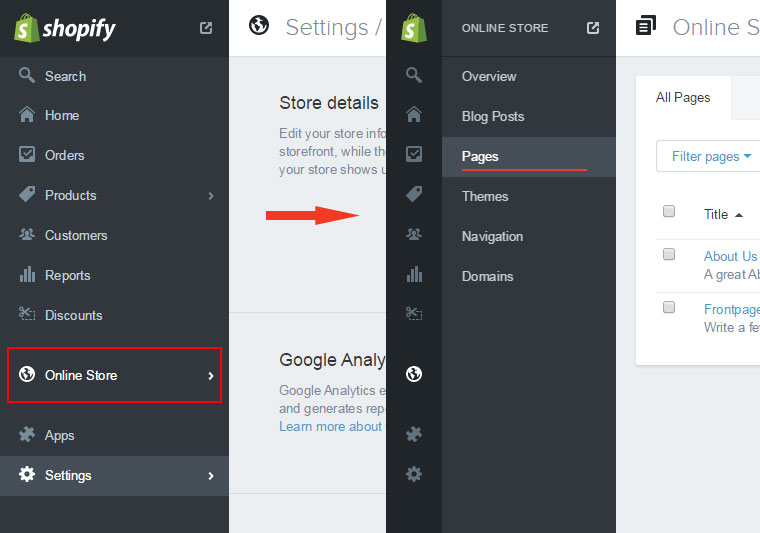 shopify
Search
Home
Orders
Products
Customers
Reports
Discounts
Online Store
Apps
Settings
Settings /
Store details
Edit your store info
storefront, while the
your store shows u
Google Analy
Google Analytics e
and generates repo
Learn more about
ONLINE STORE
Overview
Blog Posts
Pages
Themes
Navigation
Domains
Online S
All Pages
Filter pages
Title
About Us
A great Ab
Frontpage
Write a few